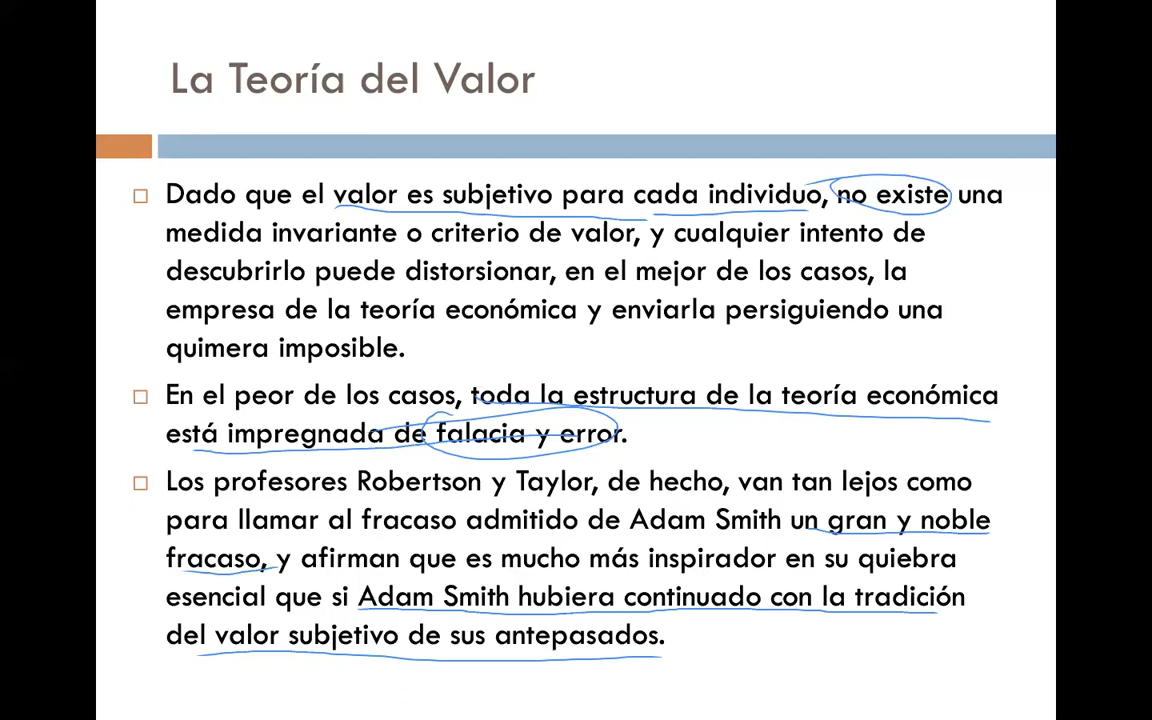 La Teoría del Valor
Dado que el valor es subjetivo para cada individuo, no existe una
medida invariante o criterio de valor, y cualquier intento de
descubrirlo puede distorsionar, en el mejor de los casos, la
empresa de la teoría económica y enviarla persiguiendo una
quimera imposible.
En el peor de los casos, toda la estructura de la teoría económica
está impregnada de falacia y error.
Los profesores Robertson y Taylor, de hecho, van tan lejos como
para llamar al fracaso admitido de Adam Smith un gran y noble
fracaso, y afirman que es mucho más inspirador en su quiebra
esencial que si Adam Smith hubiera continuado con la tradición
del valor subjetivo de sus antepasados.